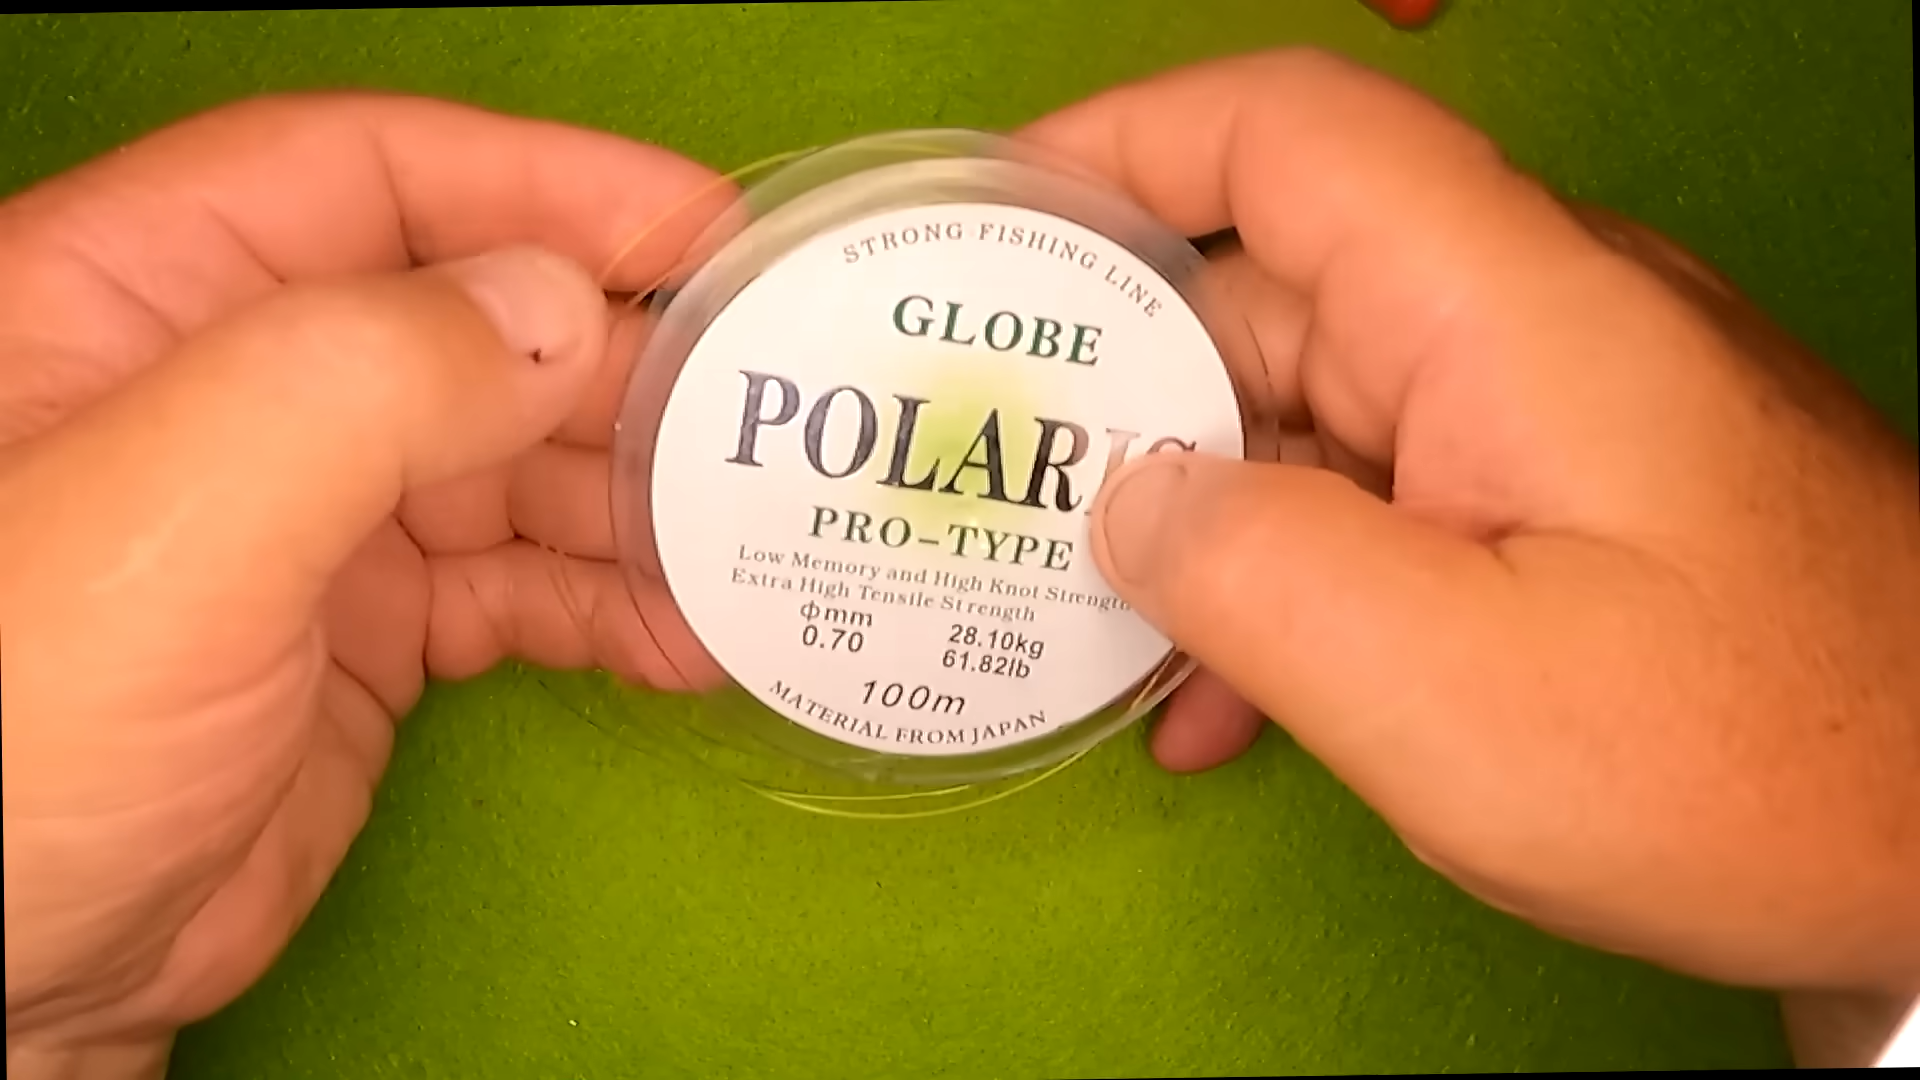 STRONG FISHING LINE
GLOBE
POLARIS
PRO-TYPE
Low Memory and High Knot Strength
Extra High Tensile Strength
фmm
0.70
28.10kg
61.82lb
100m
MATERIAL FROM JAPAN